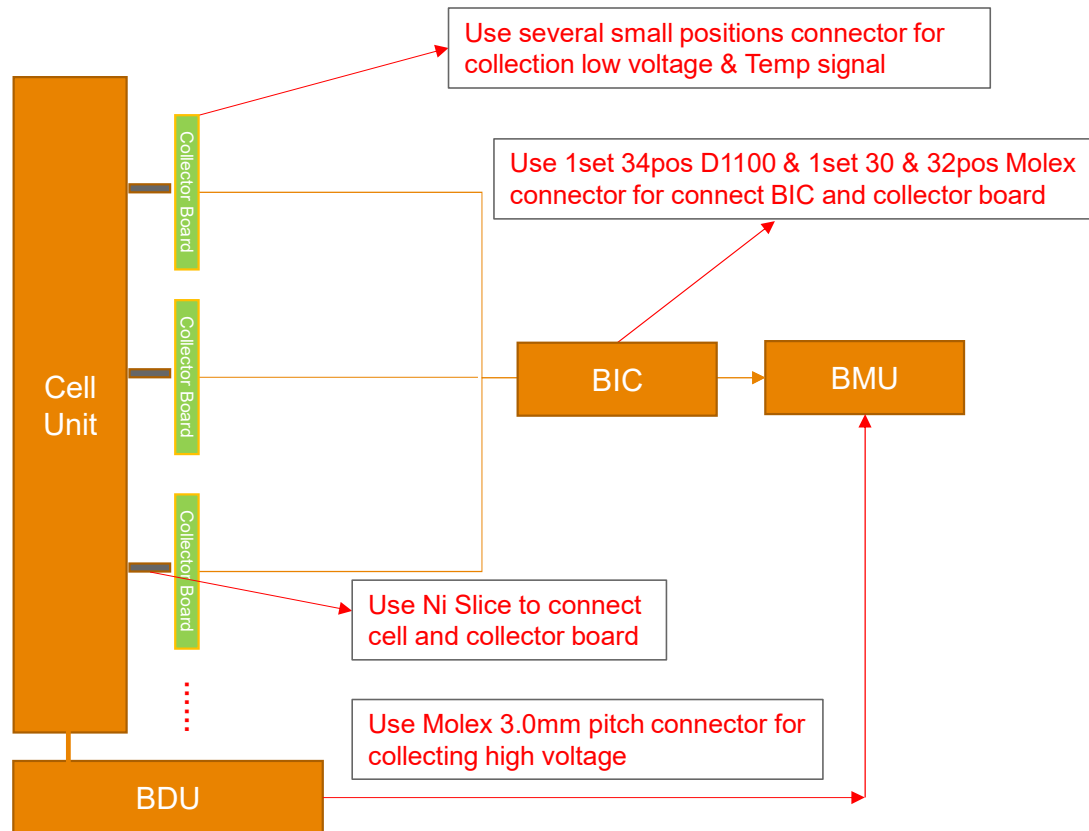 Use several small positions connector for
collection low voltage & Temp signal
Collector Board
Use 1set 34pos D1100 & 1set 30 & 32pos Molex
connector for connect BIC and collector board
Collector Board
Cell
Unit
BIC
BMU
Collector Board
Use Ni Slice to connect
cell and collector board
Use Molex 3.0mm pitch connector for
collecting high voltage
BDU